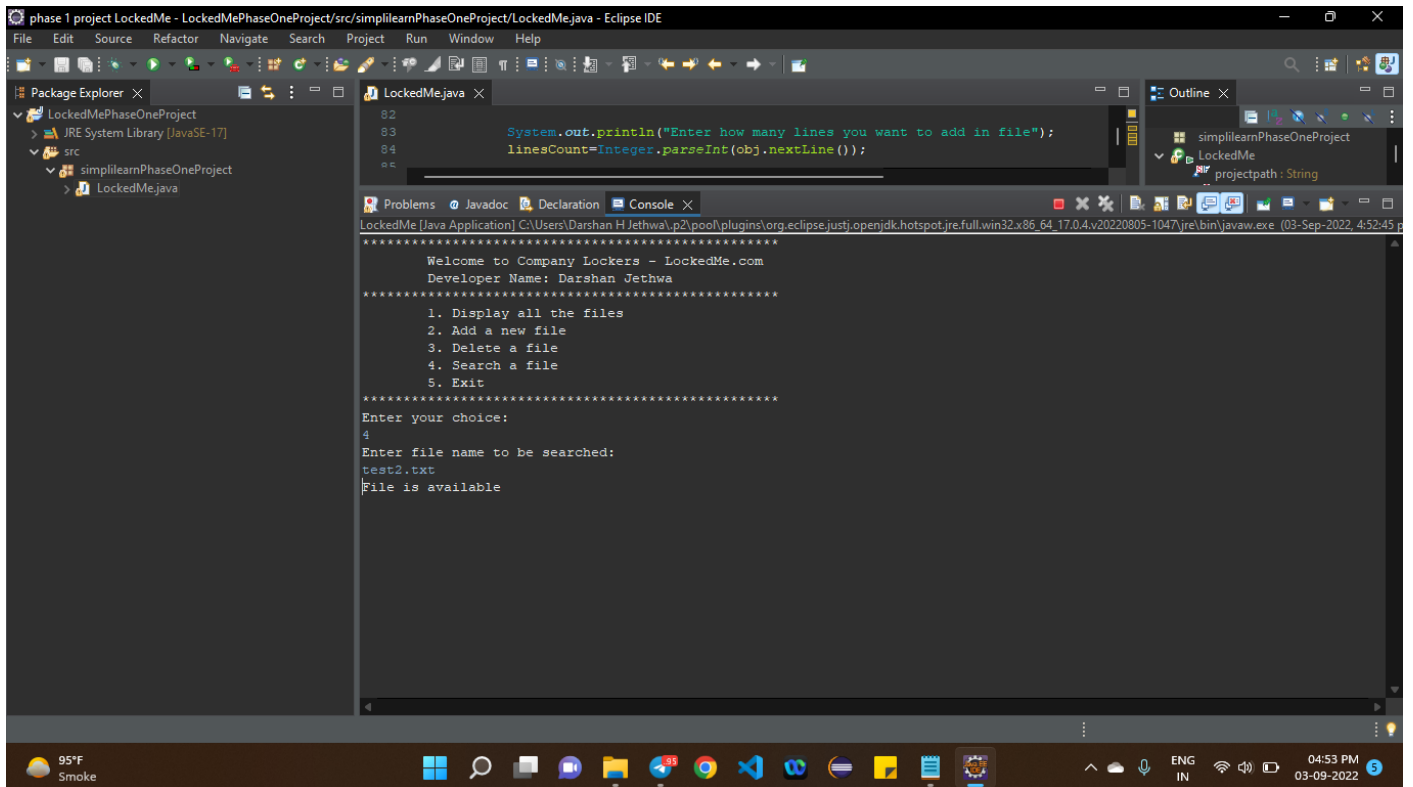 phase 1 project LockedMe - LockedMePhaseOneProject/src/simplilearnPhaseOneProject/LockedMe.java - Eclipse IDE
File Edit Source Refactor Navigate Search Project Run Window Help
Package Explorer
LockedMePhaseOneProject
JRE System Library [JavaSE-17]
src
simplilearnPhaseOneProject
LockedMe.java
LockedMe.java
82
83 System.out.println("Enter how many lines you want to add in file");
84 linesCount=Integer.parseInt(obj.nextLine());
85
Outline
simplilearnPhaseOneProject
LockedMe
projectpath : String
Problems Javadoc Declaration Console
LockedMe [Java Application] C:\Users\Darshan H Jethwa\.p2\pool\plugins\org.eclipse.justj.openjdk.hotspot.jre.full.win32.x86_64_17.0.4.v20220805-1047\jre\bin\javaw.exe (03-Sep-2022, 4:52:45 p
***************************************************
Welcome to Company Lockers - LockedMe.com
Developer Name: Darshan Jethwa
***************************************************
1. Display all the files
2. Add a new file
3. Delete a file
4. Search a file
5. Exit
***************************************************
Enter your choice:
4
Enter file name to be searched:
test2.txt
File is available
95°F
Smoke
95
ENG
IN
04:53 PM
03-09-2022
5